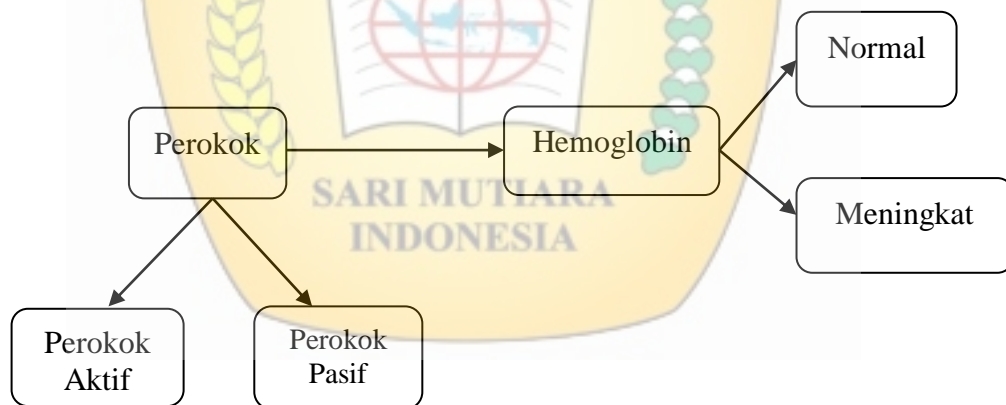 Normal
Perokok
Hemoglobin
SARI MUTIARA
INDONESIA
Meningkat
Perokok
Aktif
Perokok
Pasif